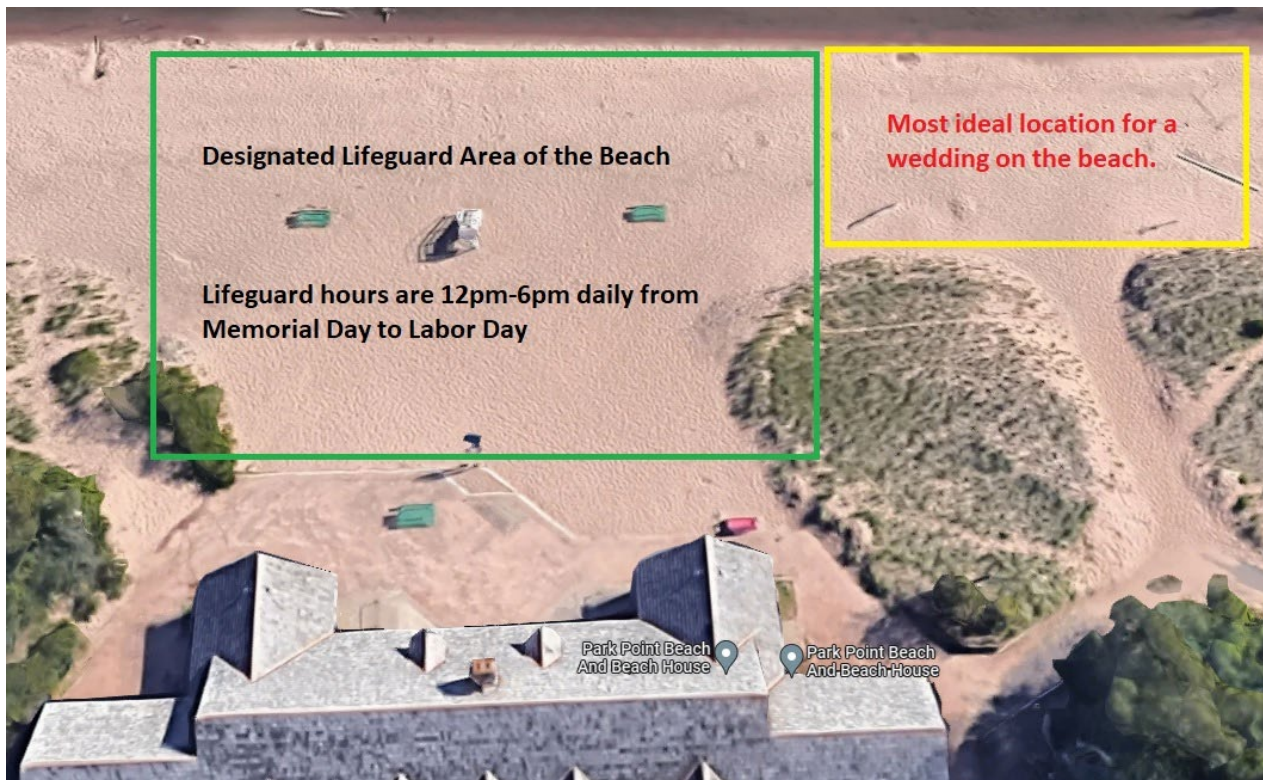 Designated Lifeguard Area of the Beach
Most ideal location for a
wedding on the beach.
Lifeguard hours are 12pm-6pm daily from
Memorial Day to Labor Day
Park Point Beach
And Beach House
Park Point Beach
And Beach House